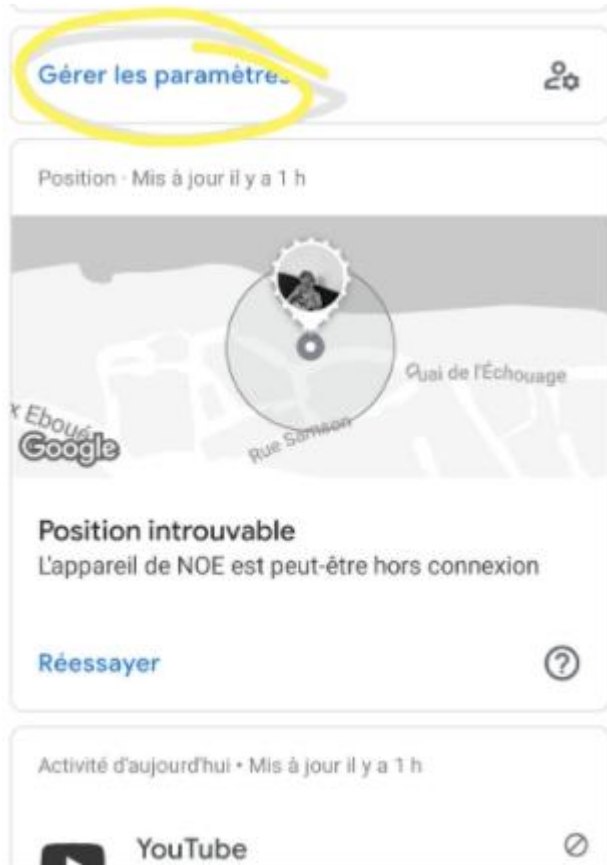 Gérer les paramètres
Position · Mis à jour il y a 1 h
Quai de l'Échouage
x Eboué
Google
Rue Samson
Position introuvable
L'appareil de NOE est peut-être hors connexion
Réessayer
Activité d'aujourd'hui • Mis à jour il y a 1 h
YouTube